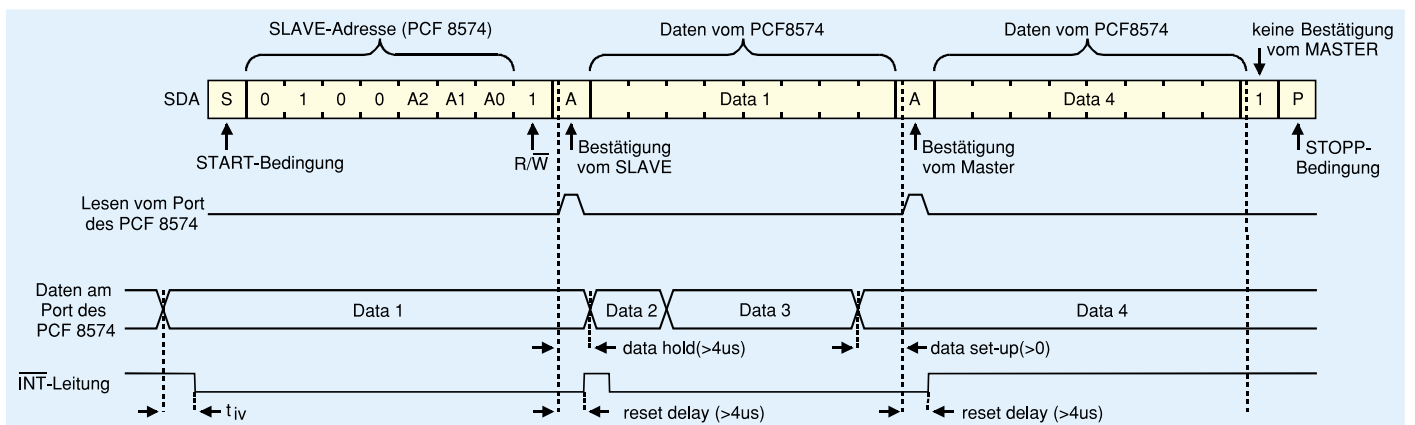 SLAVE-Adresse (PCF 8574)
Daten vom PCF8574
Daten vom PCF8574
keine Bestätigung
vom MASTER
SDA S 0 1 0 0 A2 A1 A0 1 A Data 1 A Data 4 1 P
START-Bedingung
R/W̅
Bestätigung
vom SLAVE
Bestätigung
vom Master
STOPP-
Bedingung
Lesen vom Port
des PCF 8574
Daten am
Port des
PCF 8574
Data 1 Data 2 Data 3 Data 4
data hold(>4us)
data set-up(>0)
I̅N̅T̅-Leitung
tiv
reset delay (>4us)
reset delay (>4us)